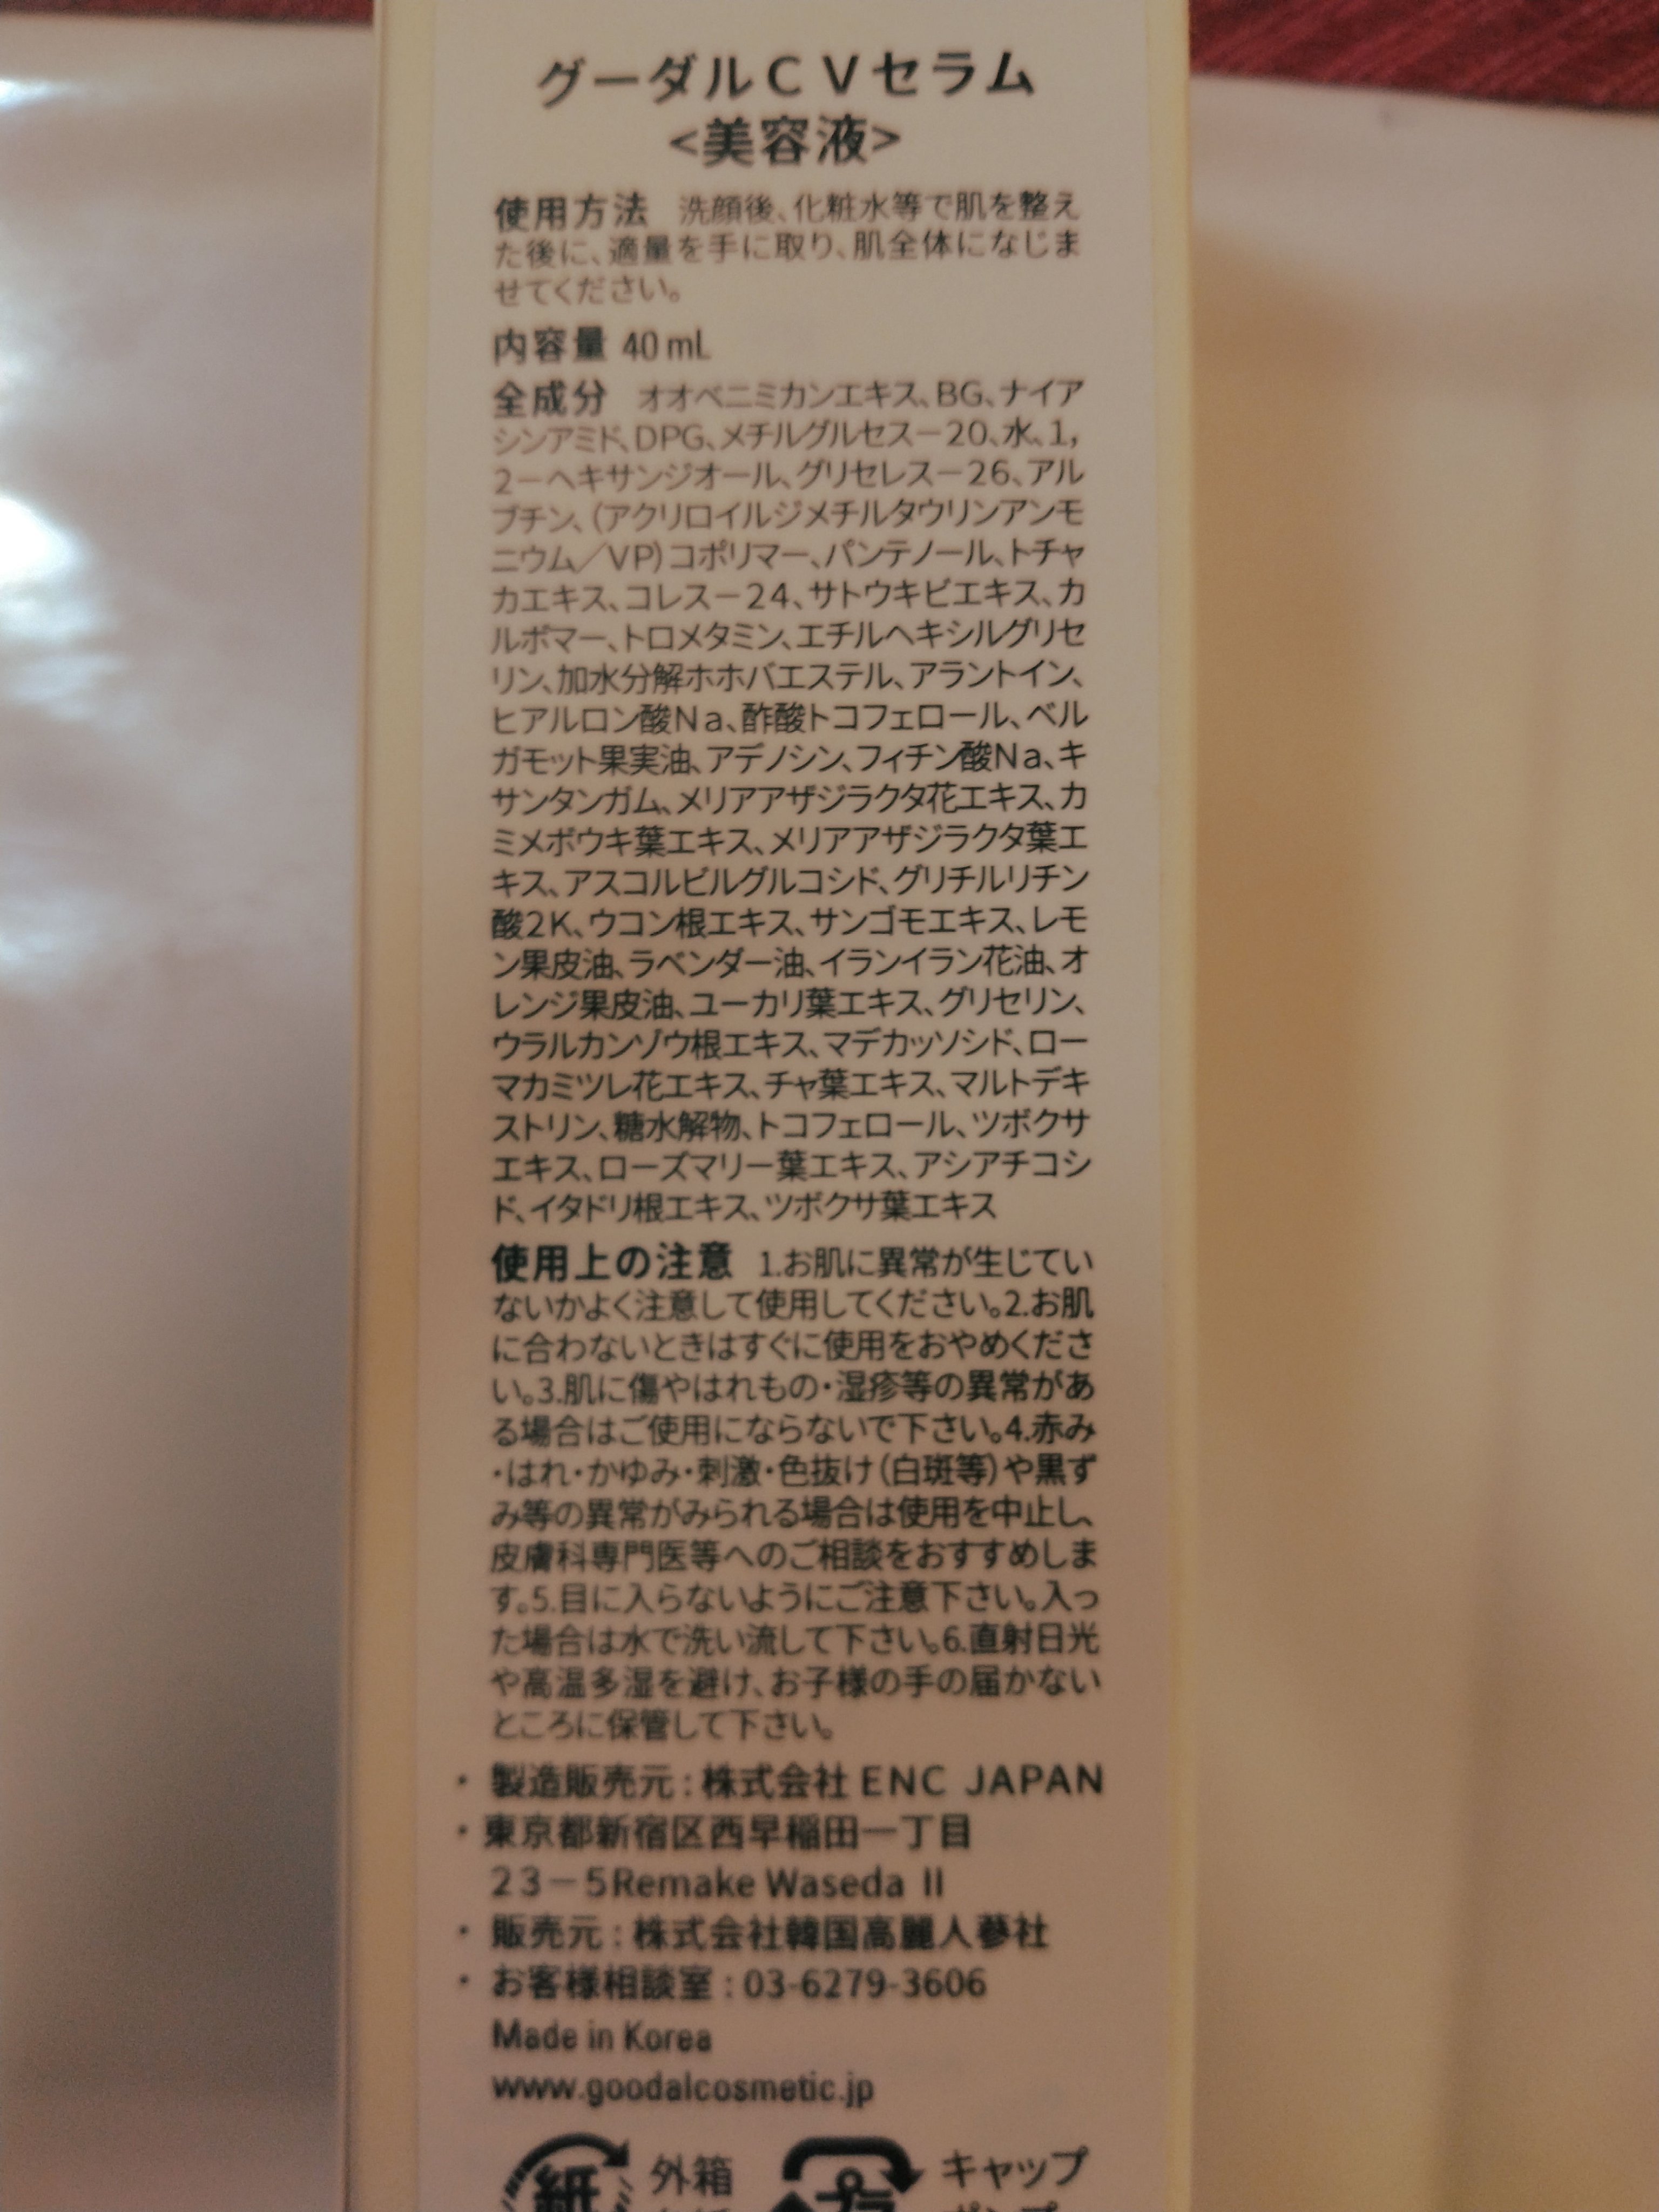 グーダルＣＶセラム
<美容液>
使用方法 洗顔後、化粧水等で肌を整え
た後に、適量を手に取り、肌全体になじま
せてください。
内容量 40 mL
全成分 オオベニミカンエキス、BG、ナイア
シンアミド、DPG、メチルグルセス－20、水、1,
2－ヘキサンジオール、グリセレス－26、アル
ブチン、(アクリロイルジメチルタウリンアンモ
ニウム／VP)コポリマー、パンテノール、トチャ
カエキス、コレス－24、サトウキビエキス、カ
ルボマー、トロメタミン、エチルヘキシルグリセ
リン、加水分解ホホバエステル、アラントイン、
ヒアルロン酸Na、酢酸トコフェロール、ベル
ガモット果実油、アデノシン、フィチン酸Na、キ
サンタンガム、メリアアザジラクタ花エキス、カ
ミメボウキ葉エキス、メリアアザジラクタ葉エ
キス、アスコルビルグルコシド、グリチルリチン
酸2K、ウコン根エキス、サンゴモエキス、レモ
ン果皮油、ラベンダー油、イランイラン花油、オ
レンジ果皮油、ユーカリ葉エキス、グリセリン、
ウラルカンゾウ根エキス、マデカッソシド、ロー
マカミツレ花エキス、チャ葉エキス、マルトデキ
ストリン、糖水解物、トコフェロール、ツボクサ
エキス、ローズマリー葉エキス、アシアチコシ
ド、イタドリ根エキス、ツボクサ葉エキス
使用上の注意 1.お肌に異常が生じてい
ないかよく注意して使用してください。2.お肌
に合わないときはすぐに使用をおやめくださ
い。3.肌に傷やはれもの・湿疹等の異常があ
る場合はご使用にならないで下さい。4.赤み
・はれ・かゆみ・刺激・色抜け(白斑等)や黒ず
み等の異常がみられる場合は使用を中止し、
皮膚科専門医等へのご相談をおすすめしま
す。5.目に入らないようにご注意下さい。入っ
た場合は水で洗い流して下さい。6.直射日光
や高温多湿を避け、お子様の手の届かない
ところに保管して下さい。
・製造販売元：株式会社 ENC JAPAN
・東京都新宿区西早稲田一丁目
23－5Remake Waseda Ⅱ
・販売元：株式会社韓国高麗人蔘社
・お客様相談室：03-6279-3606
Made in Korea
www.goodalcosmetic.jp
紙 外箱 プラ キャップ